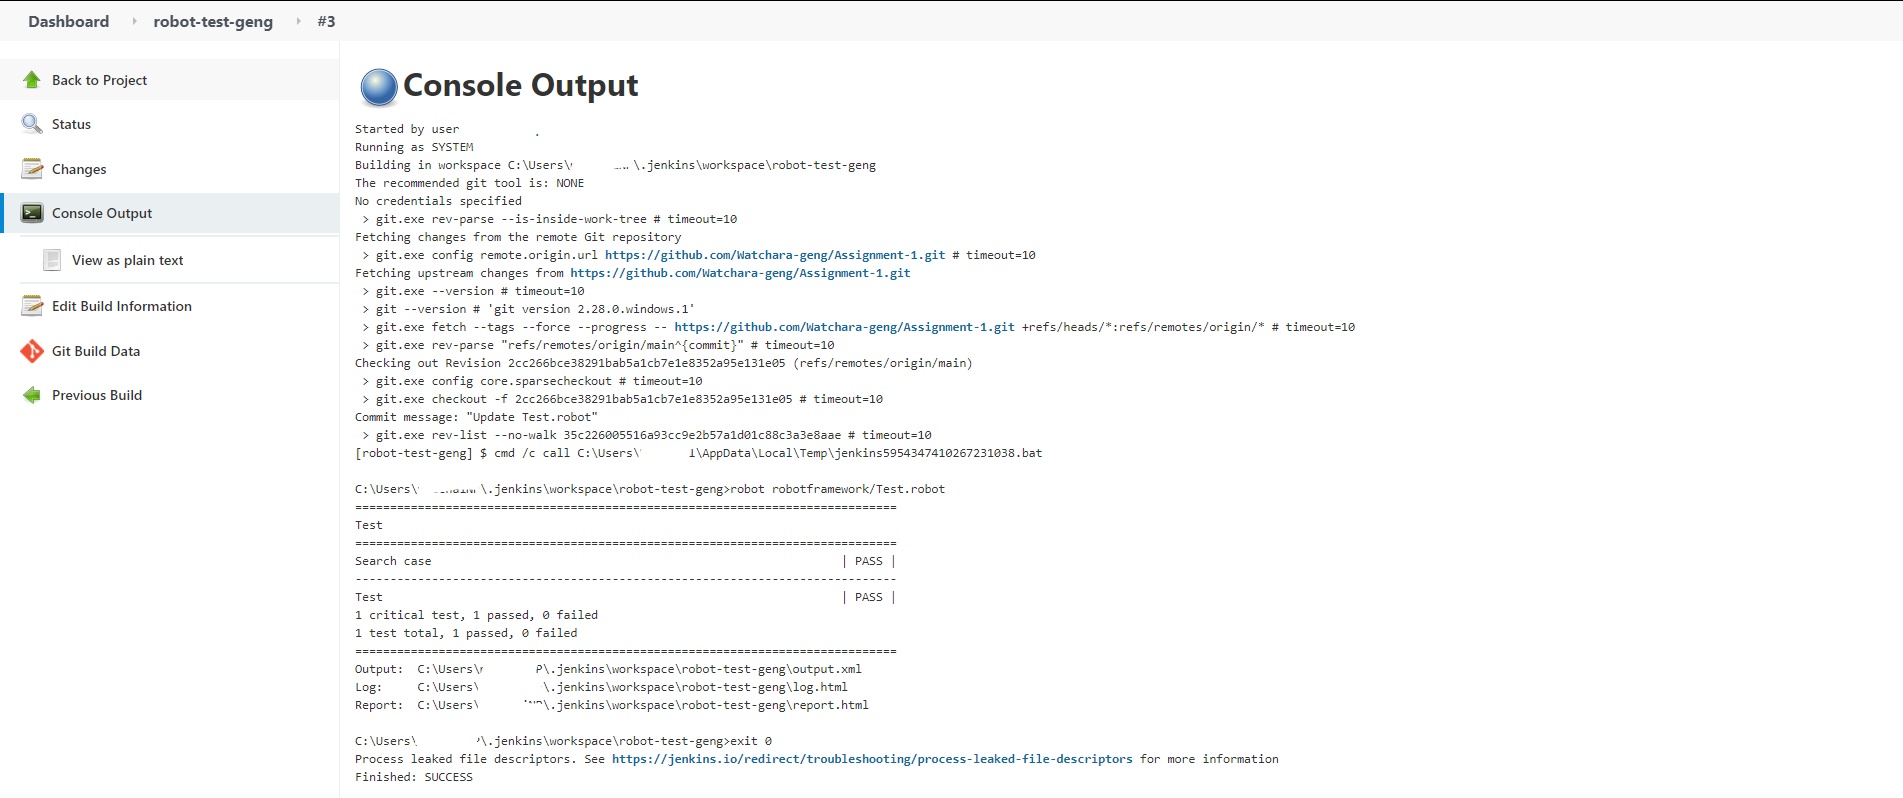 Dashboard robot-test-geng #3
Back to Project
Status
Changes
Console Output
View as plain text
Edit Build Information
Git Build Data
Previous Build
Console Output
Started by user
Running as SYSTEM
Building in workspace C:\Users\ \.jenkins\workspace\robot-test-geng
The recommended git tool is: NONE
No credentials specified
> git.exe rev-parse --is-inside-work-tree # timeout=10
Fetching changes from the remote Git repository
> git.exe config remote.origin.url https://github.com/Watchara-geng/Assignment-1.git # timeout=10
Fetching upstream changes from https://github.com/Watchara-geng/Assignment-1.git
> git.exe --version # timeout=10
> git --version # 'git version 2.28.0.windows.1'
> git.exe fetch --tags --force --progress -- https://github.com/Watchara-geng/Assignment-1.git +refs/heads/*:refs/remotes/origin/* # timeout=10
> git.exe rev-parse "refs/remotes/origin/main^{commit}" # timeout=10
Checking out Revision 2cc266bce38291bab5a1cb7e1e8352a95e131e05 (refs/remotes/origin/main)
> git.exe config core.sparsecheckout # timeout=10
> git.exe checkout -f 2cc266bce38291bab5a1cb7e1e8352a95e131e05 # timeout=10
Commit message: "Update Test.robot"
> git.exe rev-list --no-walk 35c226005516a93cc9e2b57a1d01c88c3a3e8aae # timeout=10
[robot-test-geng] $ cmd /c call C:\Users\ \AppData\Local\Temp\jenkins5954347410267231038.bat
C:\Users\ \.jenkins\workspace\robot-test-geng>robot robotframework/Test.robot
==============================================================================
Test
==============================================================================
Search case | PASS |
------------------------------------------------------------------------------
Test | PASS |
1 critical test, 1 passed, 0 failed
1 test total, 1 passed, 0 failed
==============================================================================
Output: C:\Users\ \.jenkins\workspace\robot-test-geng\output.xml
Log: C:\Users\ \.jenkins\workspace\robot-test-geng\log.html
Report: C:\Users\ \.jenkins\workspace\robot-test-geng\report.html
C:\Users\ \.jenkins\workspace\robot-test-geng>exit 0
Process leaked file descriptors. See https://jenkins.io/redirect/troubleshooting/process-leaked-file-descriptors for more information
Finished: SUCCESS